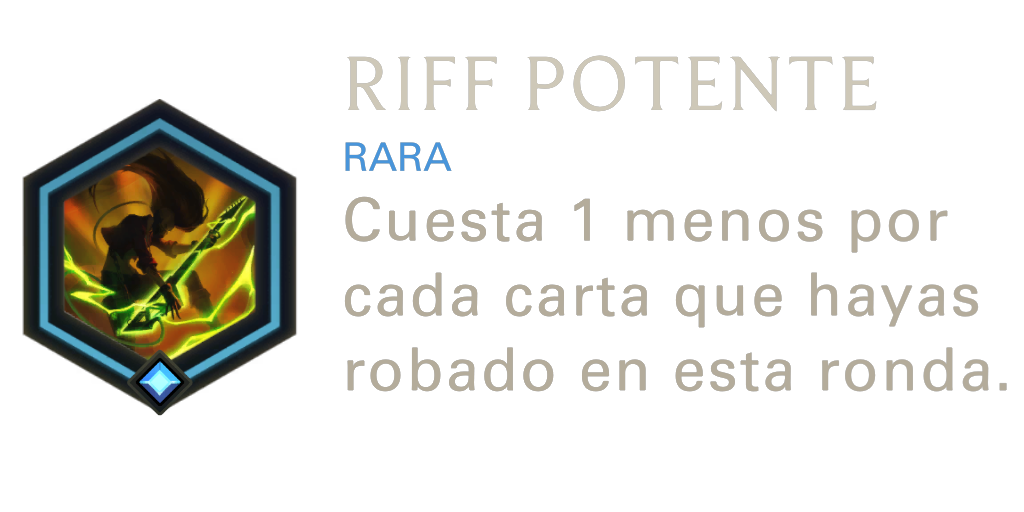 RIFF POTENTE
RARA
Cuesta 1 menos por
cada carta que hayas
robado en esta ronda.